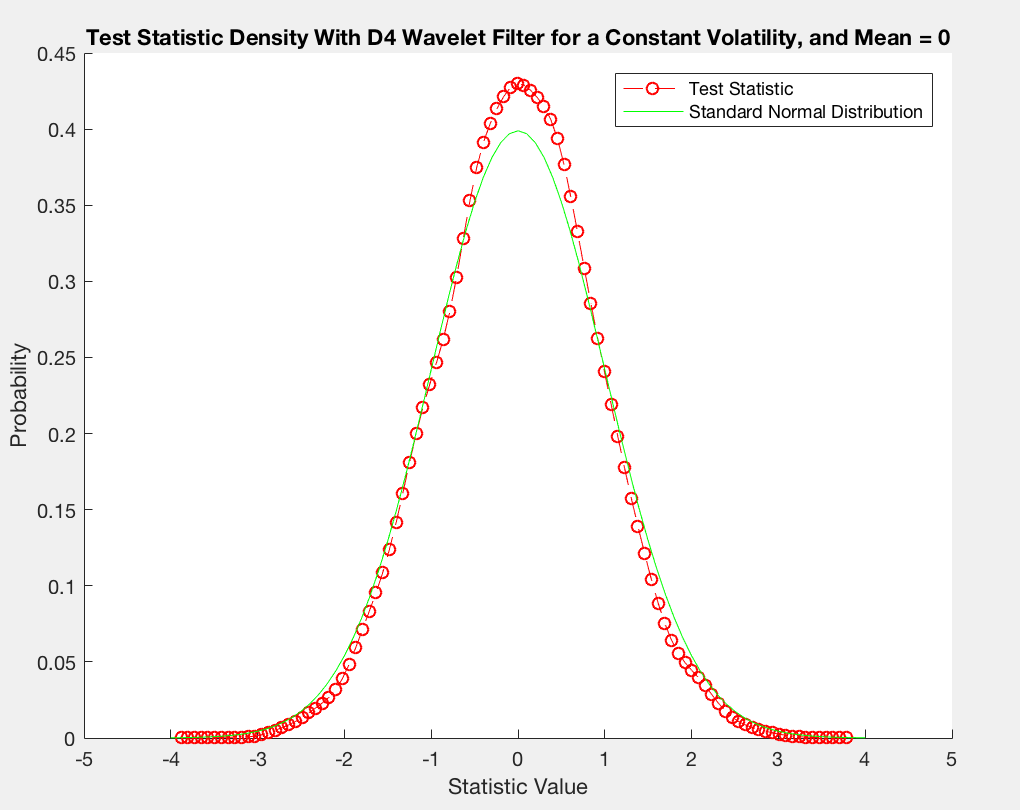 Test Statistic Density With D4 Wavelet Filter for a Constant Volatility, and Mean = 0
Test Statistic
Standard Normal Distribution
0.45
0.4
0.35
0.3
0.25
0.2
0.15
0.1
0.05
0
Probability
-5 -4 -3 -2 -1 0 1 2 3 4 5
Statistic Value